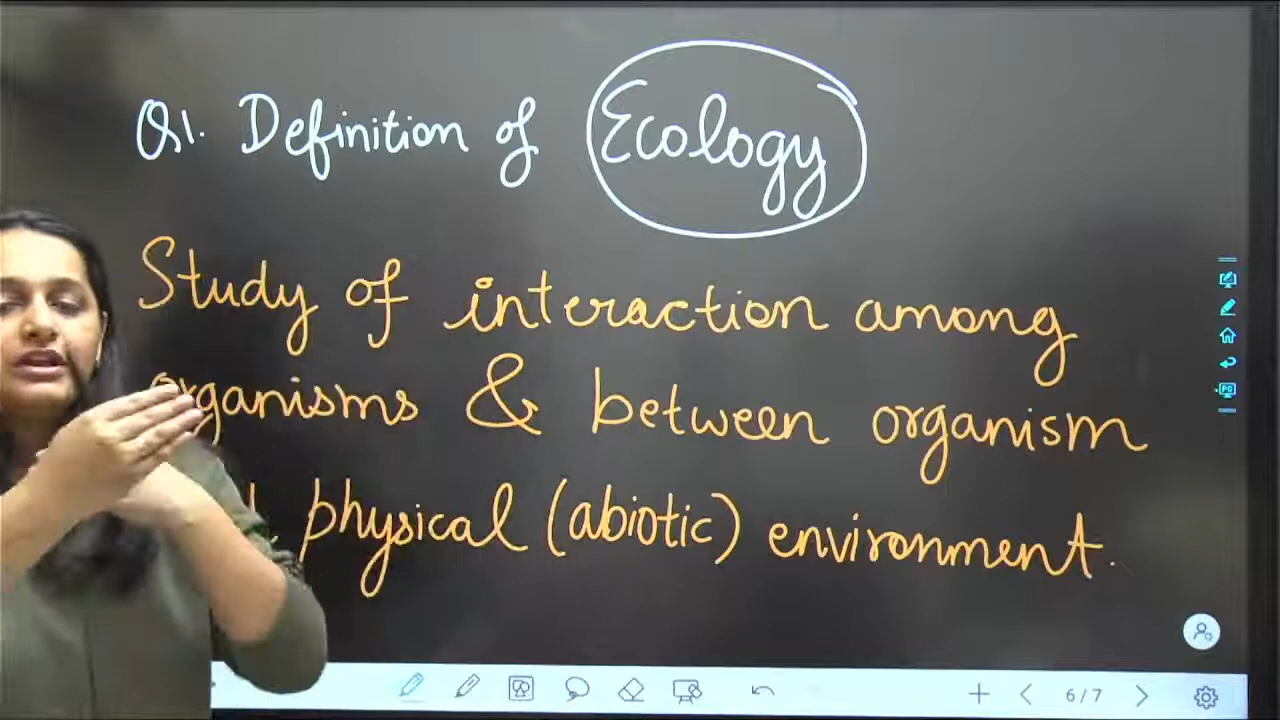 Q1. Definition of Ecology
Study of interaction among
organisms & between organism
physical (abiotic) environment.
6/7